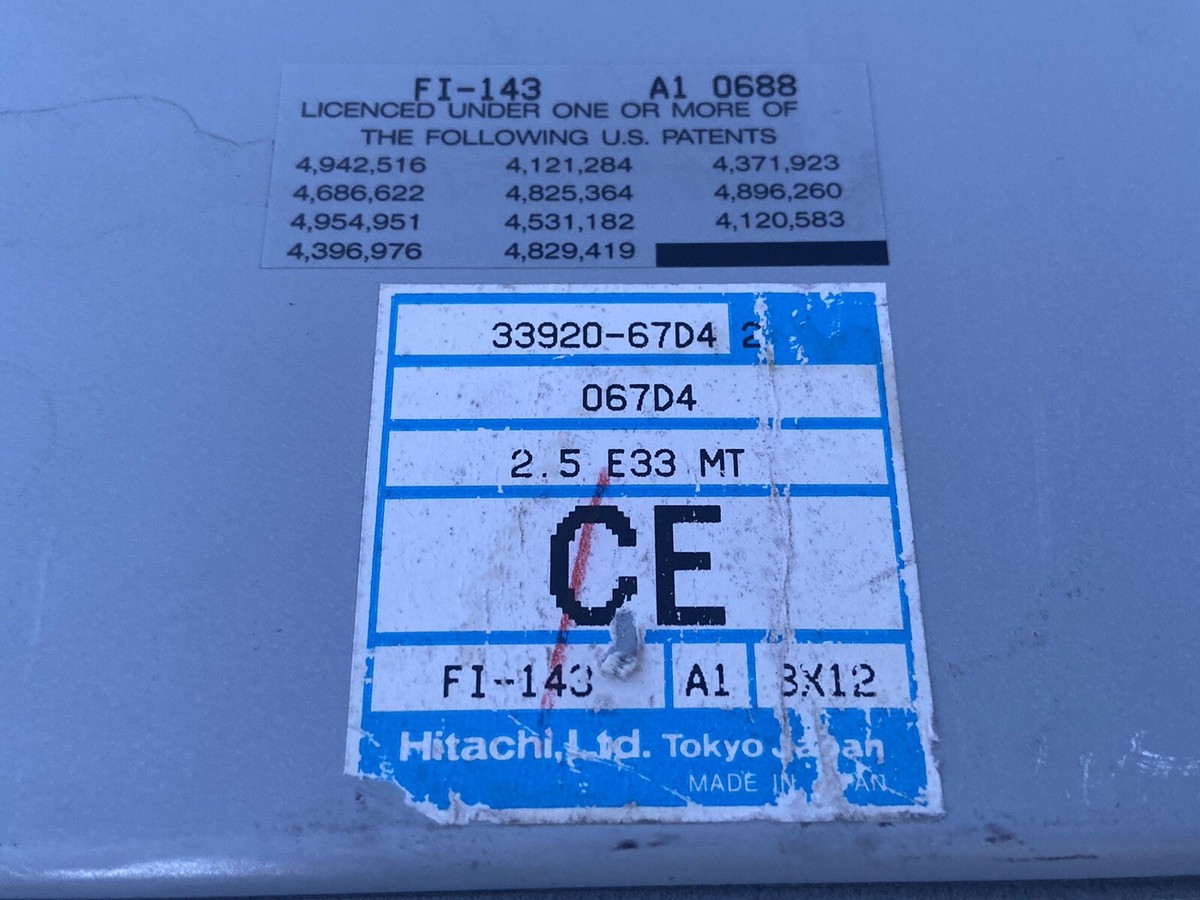 FI-143 A1 0688
LICENCED UNDER ONE OR MORE OF
THE FOLLOWING U.S. PATENTS
4,942,516 4,121,284 4,371,923
4,686,622 4,825,364 4,896,260
4,954,951 4,531,182 4,120,583
4,396,976 4,829,419
33920-67D4 2
067D4
2.5 E33 MT
CE
FI-143 A1 3X12
Hitachi,Ltd. Tokyo Japan
MADE IN JAPAN